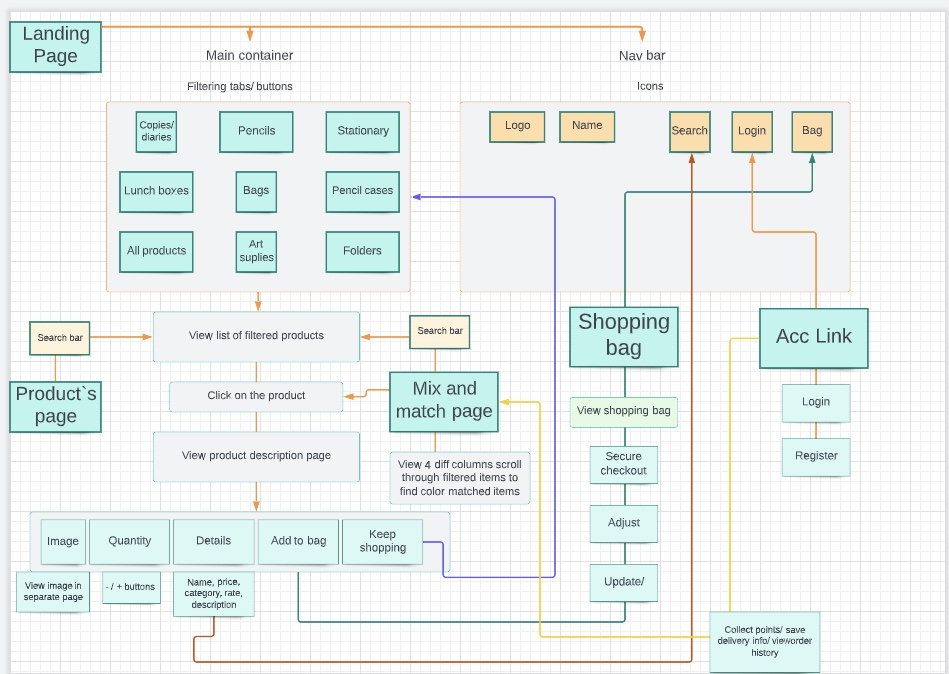 Landing
Page
Main container
Nav bar
Filtering tabs/ buttons
Icons
Copies/
diaries
Pencils
Stationary
Lunch boxes
Bags
Pencil cases
All products
Art
suplies
Folders
Logo
Name
Search
Login
Bag
Search bar
View list of filtered products
Search bar
Product`s
page
Click on the product
Mix and
match page
View product description page
View 4 diff columns scroll
through filtered items to
find color matched items
Shopping
bag
Acc Link
View shopping bag
Login
Secure
checkout
Register
Adjust
Update/
Image
Quantity
Details
Add to bag
Keep
shopping
View image in
separate page
- / + buttons
Name, price,
category, rate,
description
Collect points/ save
delivery info/ vieworder
history